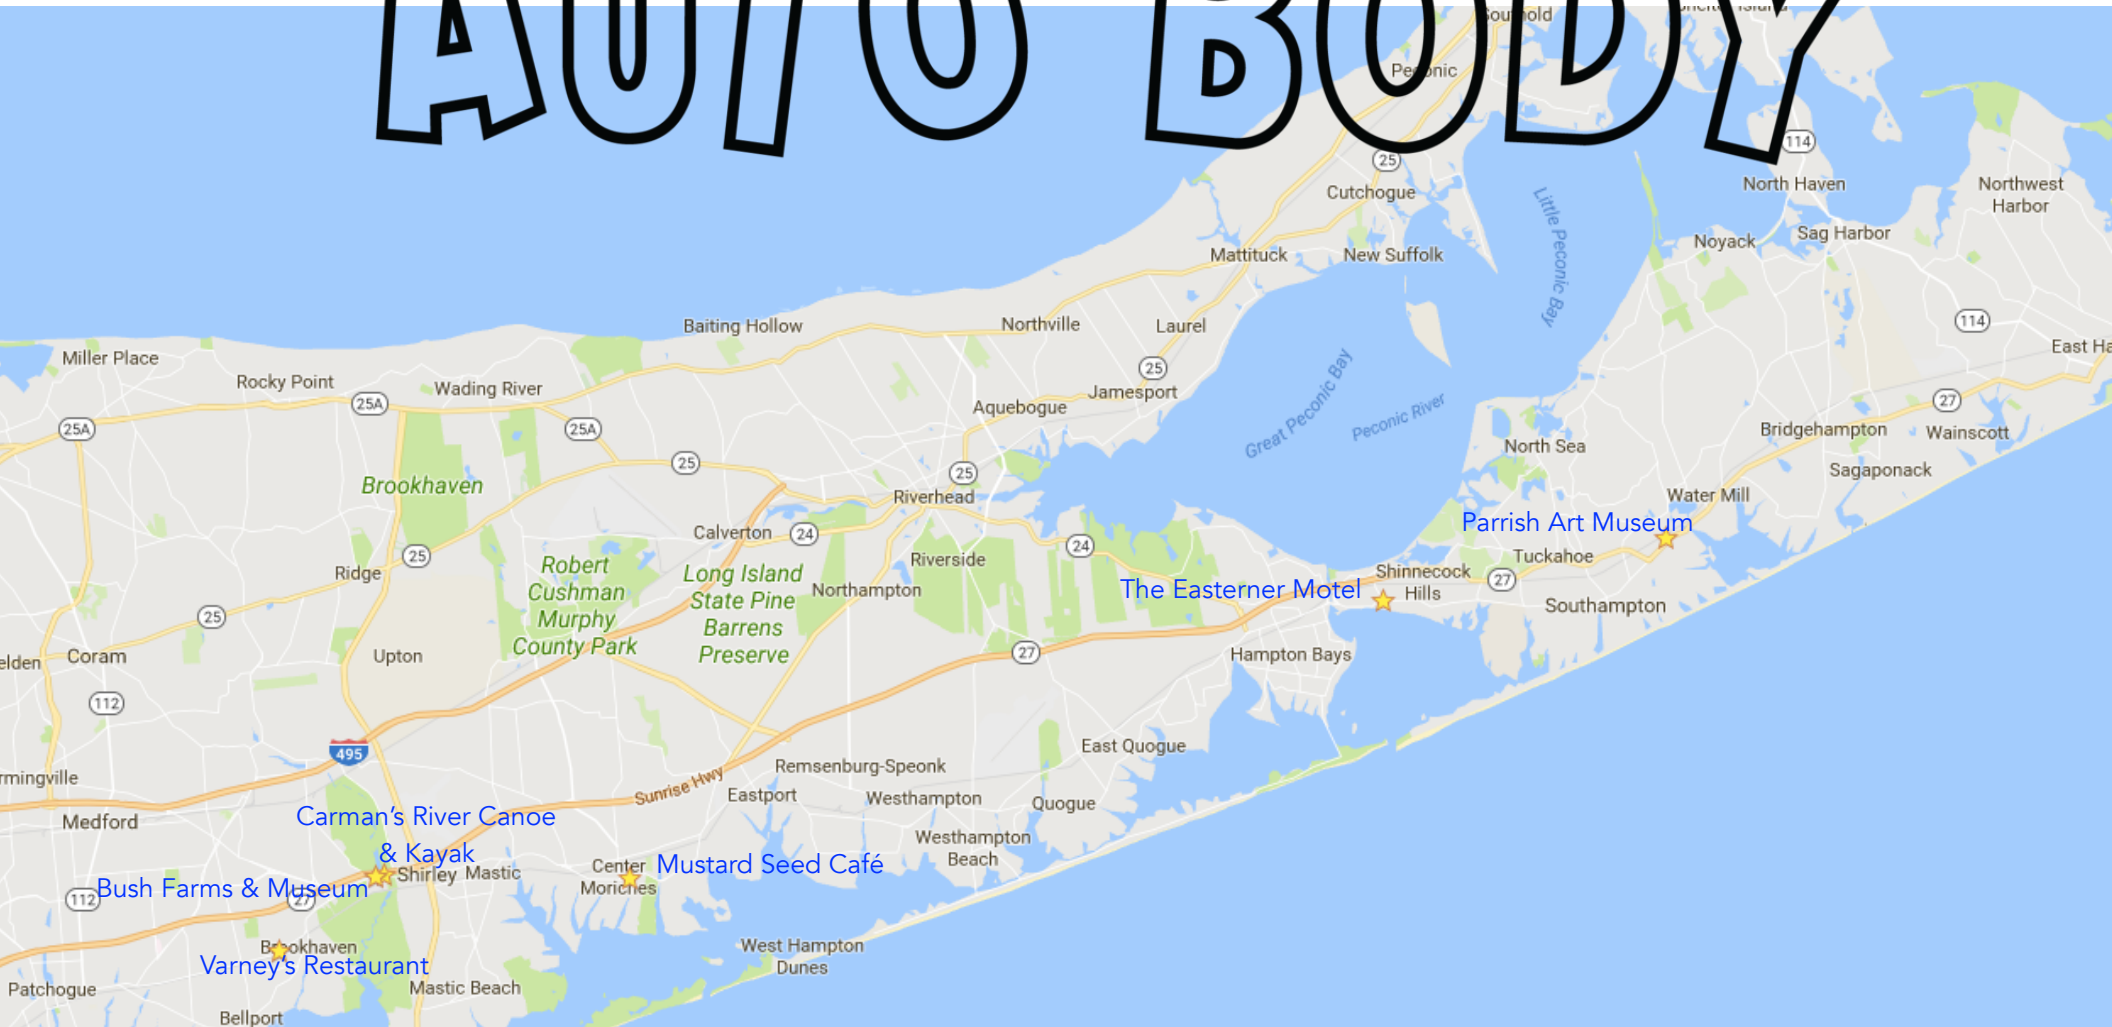 AUTO BODY
Southold
Peconic
114
25
Cutchogue
North Haven
Northwest
Harbor
Little Peconic Bay
Mattituck
New Suffolk
Noyack
Sag Harbor
Baiting Hollow
Northville
Laurel
114
Miller Place
East Ha
Rocky Point
Wading River
25
Jamesport
Great Peconic Bay
Peconic River
25A
Aquebogue
27
25A
25A
Bridgehampton
Wainscott
North Sea
25
25
Sagaponack
Brookhaven
Riverhead
Water Mill
Parrish Art Museum
Calverton
24
24
25
Riverside
Tuckahoe
Ridge
Robert
Cushman
Murphy
County Park
Long Island
State Pine
Barrens
Preserve
Northampton
The Easterner Motel
Shinnecock
Hills
27
Southampton
25
elden
Coram
Upton
27
Hampton Bays
112
495
East Quogue
rmingville
Sunrise Hwy
Remsenburg-Speonk
Eastport
Westhampton
Quogue
Medford
Carman's River Canoe
& Kayak
Westhampton
Beach
Shirley
Mastic
Center
Moriches
Mustard Seed Café
Bush Farms & Museum
112
27
Brookhaven
Varney's Restaurant
West Hampton
Dunes
Patchogue
Mastic Beach
Bellport